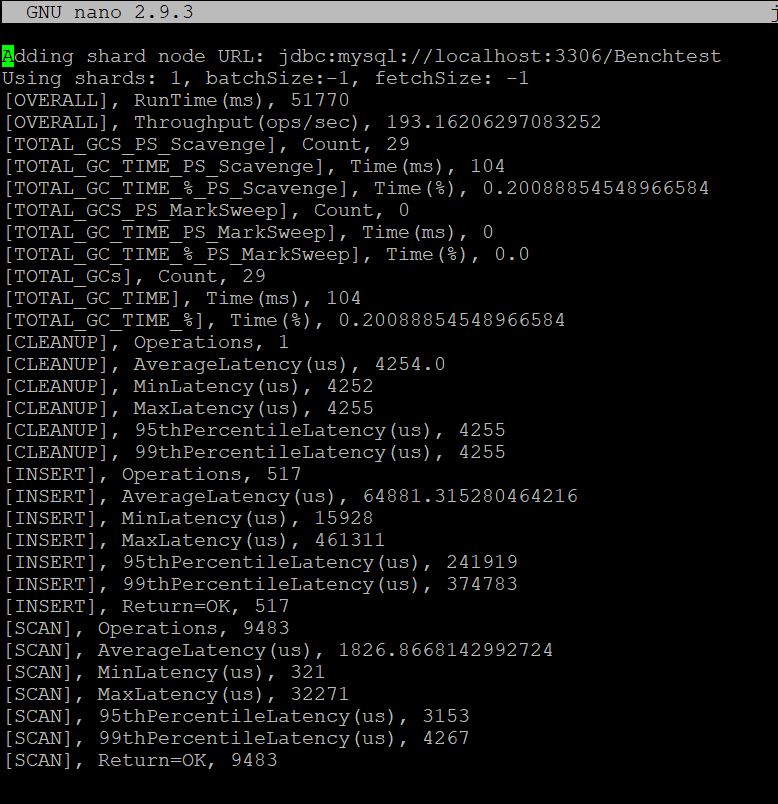 GNU nano 2.9.3
Adding shard node URL: jdbc:mysql://localhost:3306/Benchtest
Using shards: 1, batchSize:-1, fetchSize: -1
[OVERALL], RunTime(ms), 51770
[OVERALL], Throughput(ops/sec), 193.16206297083252
[TOTAL_GCS_PS_Scavenge], Count, 29
[TOTAL_GC_TIME_PS_Scavenge], Time(ms), 104
[TOTAL_GC_TIME_%_PS_Scavenge], Time(%), 0.20088854548966584
[TOTAL_GCS_PS_MarkSweep], Count, 0
[TOTAL_GC_TIME_PS_MarkSweep], Time(ms), 0
[TOTAL_GC_TIME_%_PS_MarkSweep], Time(%), 0.0
[TOTAL_GCs], Count, 29
[TOTAL_GC_TIME], Time(ms), 104
[TOTAL_GC_TIME_%], Time(%), 0.20088854548966584
[CLEANUP], Operations, 1
[CLEANUP], AverageLatency(us), 4254.0
[CLEANUP], MinLatency(us), 4252
[CLEANUP], MaxLatency(us), 4255
[CLEANUP], 95thPercentileLatency(us), 4255
[CLEANUP], 99thPercentileLatency(us), 4255
[INSERT], Operations, 517
[INSERT], AverageLatency(us), 64881.315280464216
[INSERT], MinLatency(us), 15928
[INSERT], MaxLatency(us), 461311
[INSERT], 95thPercentileLatency(us), 241919
[INSERT], 99thPercentileLatency(us), 374783
[INSERT], Return=OK, 517
[SCAN], Operations, 9483
[SCAN], AverageLatency(us), 1826.8668142992724
[SCAN], MinLatency(us), 321
[SCAN], MaxLatency(us), 32271
[SCAN], 95thPercentileLatency(us), 3153
[SCAN], 99thPercentileLatency(us), 4267
[SCAN], Return=OK, 9483